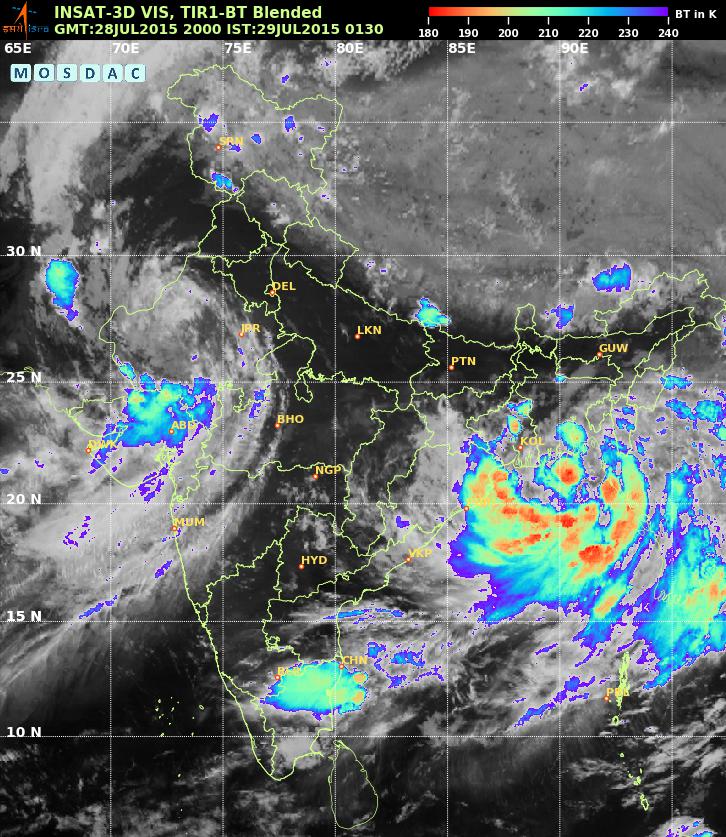 INSAT-3D VIS, TIR1-BT Blended
GMT:28JUL2015 2000 IST:29JUL2015 0130
180 190 200 210 220 230 240
BT in K
65E 70E 75E 80E 85E 90E
M O S D A C
SRN
30 N
DEL
JPR
LKN
GUW
PTN
25 N
BHO
ABD
KOL
DWK
NGP
20 N
MUM
VKP
HYD
15 N
CHN
PBL
10 N